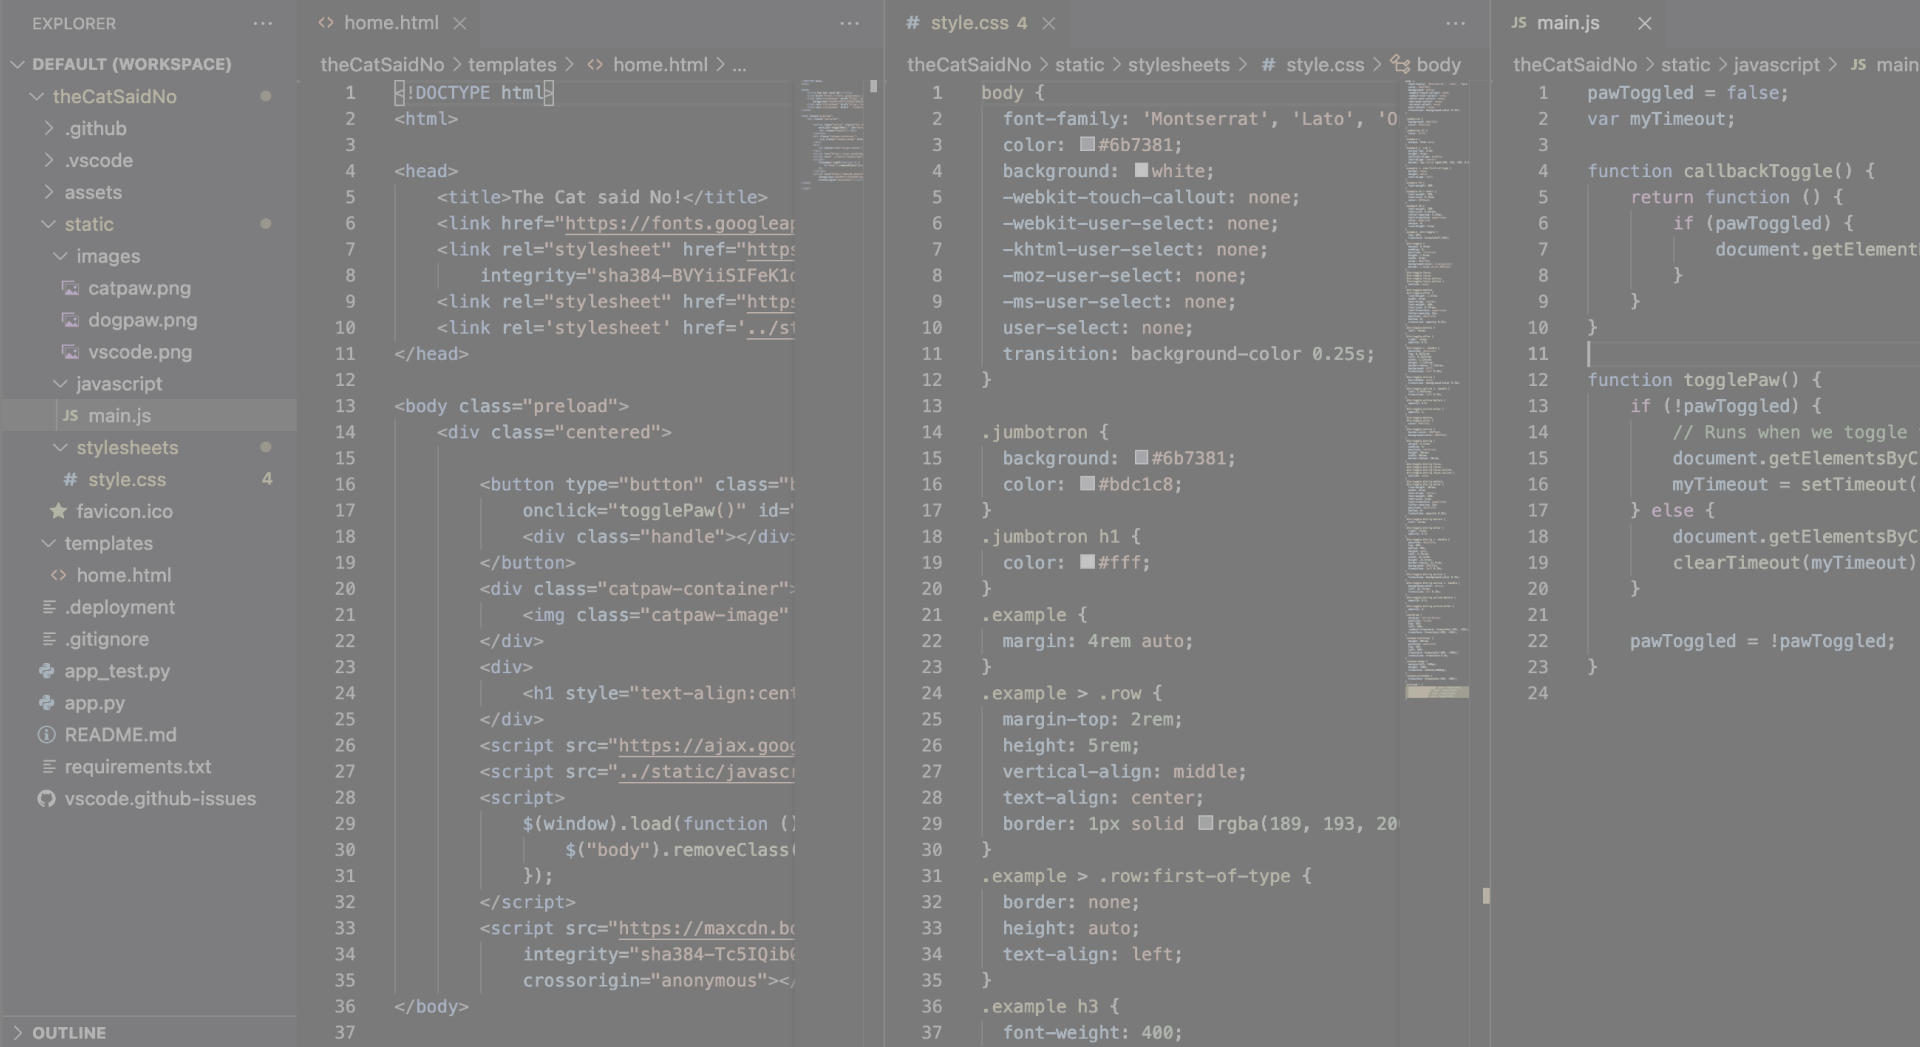 EXPLORER
DEFAULT (WORKSPACE)
theCatSaidNo
.github
.vscode
assets
static
images
catpaw.png
dogpaw.png
vscode.png
javascript
JS main.js
stylesheets
# style.css 4
favicon.ico
templates
<> home.html
.deployment
.gitignore
app_test.py
app.py
README.md
requirements.txt
vscode.github-issues
OUTLINE
<> home.html
theCatSaidNo > templates > <> home.html > ...
1 <!DOCTYPE html>
2 <html>
3
4 <head>
5 <title>The Cat said No!</title>
6 <link href="https://fonts.googleap
7 <link rel="stylesheet" href="https
8 integrity="sha384-BVYiiSIFeK1
9 <link rel="stylesheet" href="https
10 <link rel='stylesheet' href='../st
11 </head>
12
13 <body class="preload">
14 <div class="centered">
15
16 <button type="button" class="b
17 onclick="togglePaw()" id="
18 <div class="handle"></div>
19 </button>
20 <div class="catpaw-container">
21 <img class="catpaw-image"
22 </div>
23 <div>
24 <h1 style="text-align:cent
25 </div>
26 <script src="https://ajax.goog
27 <script src="../static/javascr
28 <script>
29 $(window).load(function ()
30 $("body").removeClass(
31 });
32 </script>
33 <script src="https://maxcdn.bo
34 integrity="sha384-Tc5IQib
35 crossorigin="anonymous"></
36 </body>
37
# style.css 4
theCatSaidNo > static > stylesheets > # style.css > body
1 body {
2 font-family: 'Montserrat', 'Lato', 'O
3 color: #6b7381;
4 background: white;
5 -webkit-touch-callout: none;
6 -webkit-user-select: none;
7 -khtml-user-select: none;
8 -moz-user-select: none;
9 -ms-user-select: none;
10 user-select: none;
11 transition: background-color 0.25s;
12 }
13
14 .jumbotron {
15 background: #6b7381;
16 color: #bdc1c8;
17 }
18 .jumbotron h1 {
19 color: #fff;
20 }
21 .example {
22 margin: 4rem auto;
23 }
24 .example > .row {
25 margin-top: 2rem;
26 height: 5rem;
27 vertical-align: middle;
28 text-align: center;
29 border: 1px solid rgba(189, 193, 20
30 }
31 .example > .row:first-of-type {
32 border: none;
33 height: auto;
34 text-align: left;
35 }
36 .example h3 {
37 font-weight: 400;
JS main.js
theCatSaidNo > static > javascript > JS main
1 pawToggled = false;
2 var myTimeout;
3
4 function callbackToggle() {
5 return function () {
6 if (pawToggled) {
7 document.getElement
8 }
9 }
10 }
11
12 function togglePaw() {
13 if (!pawToggled) {
14 // Runs when we toggle
15 document.getElementsByC
16 myTimeout = setTimeout(
17 } else {
18 document.getElementsByC
19 clearTimeout(myTimeout)
20 }
21
22 pawToggled = !pawToggled;
23 }
24